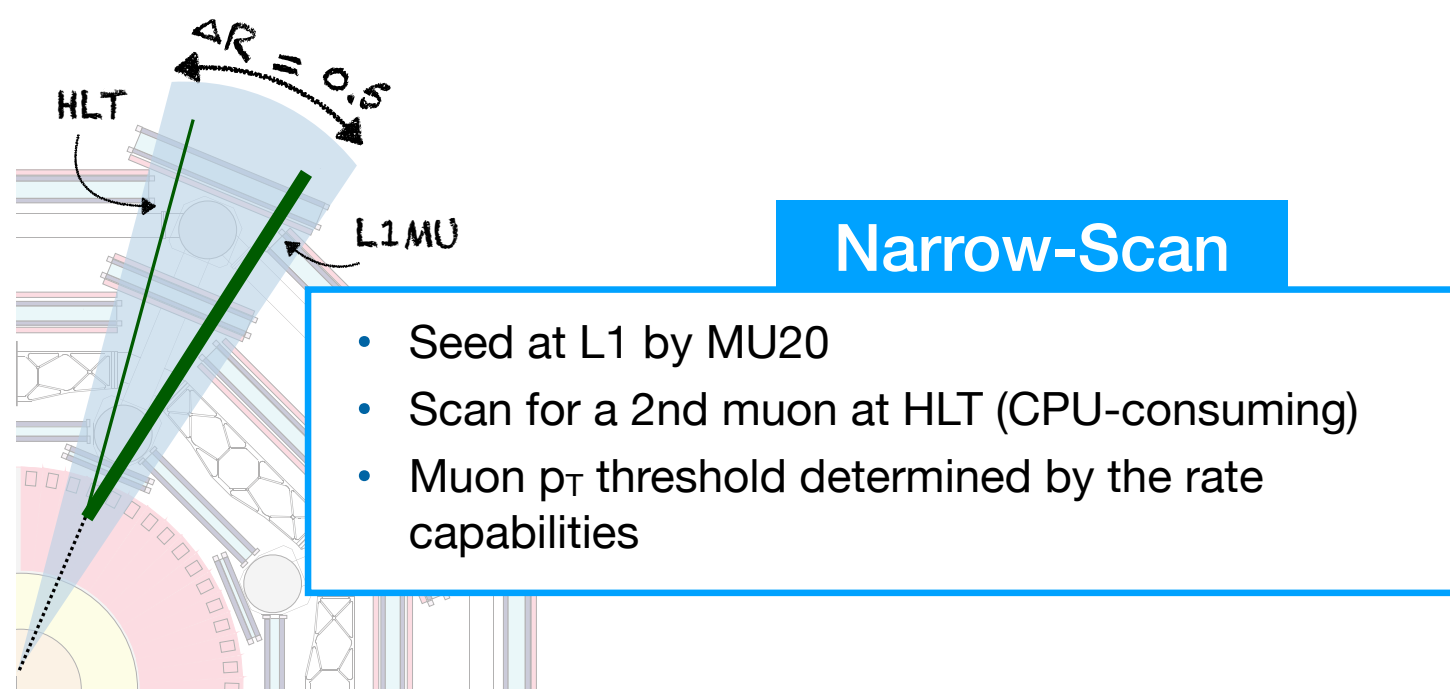 ΔR = 0.5
HLT
L1MU
Narrow-Scan
• Seed at L1 by MU20
• Scan for a 2nd muon at HLT (CPU-consuming)
• Muon pT threshold determined by the rate
capabilities